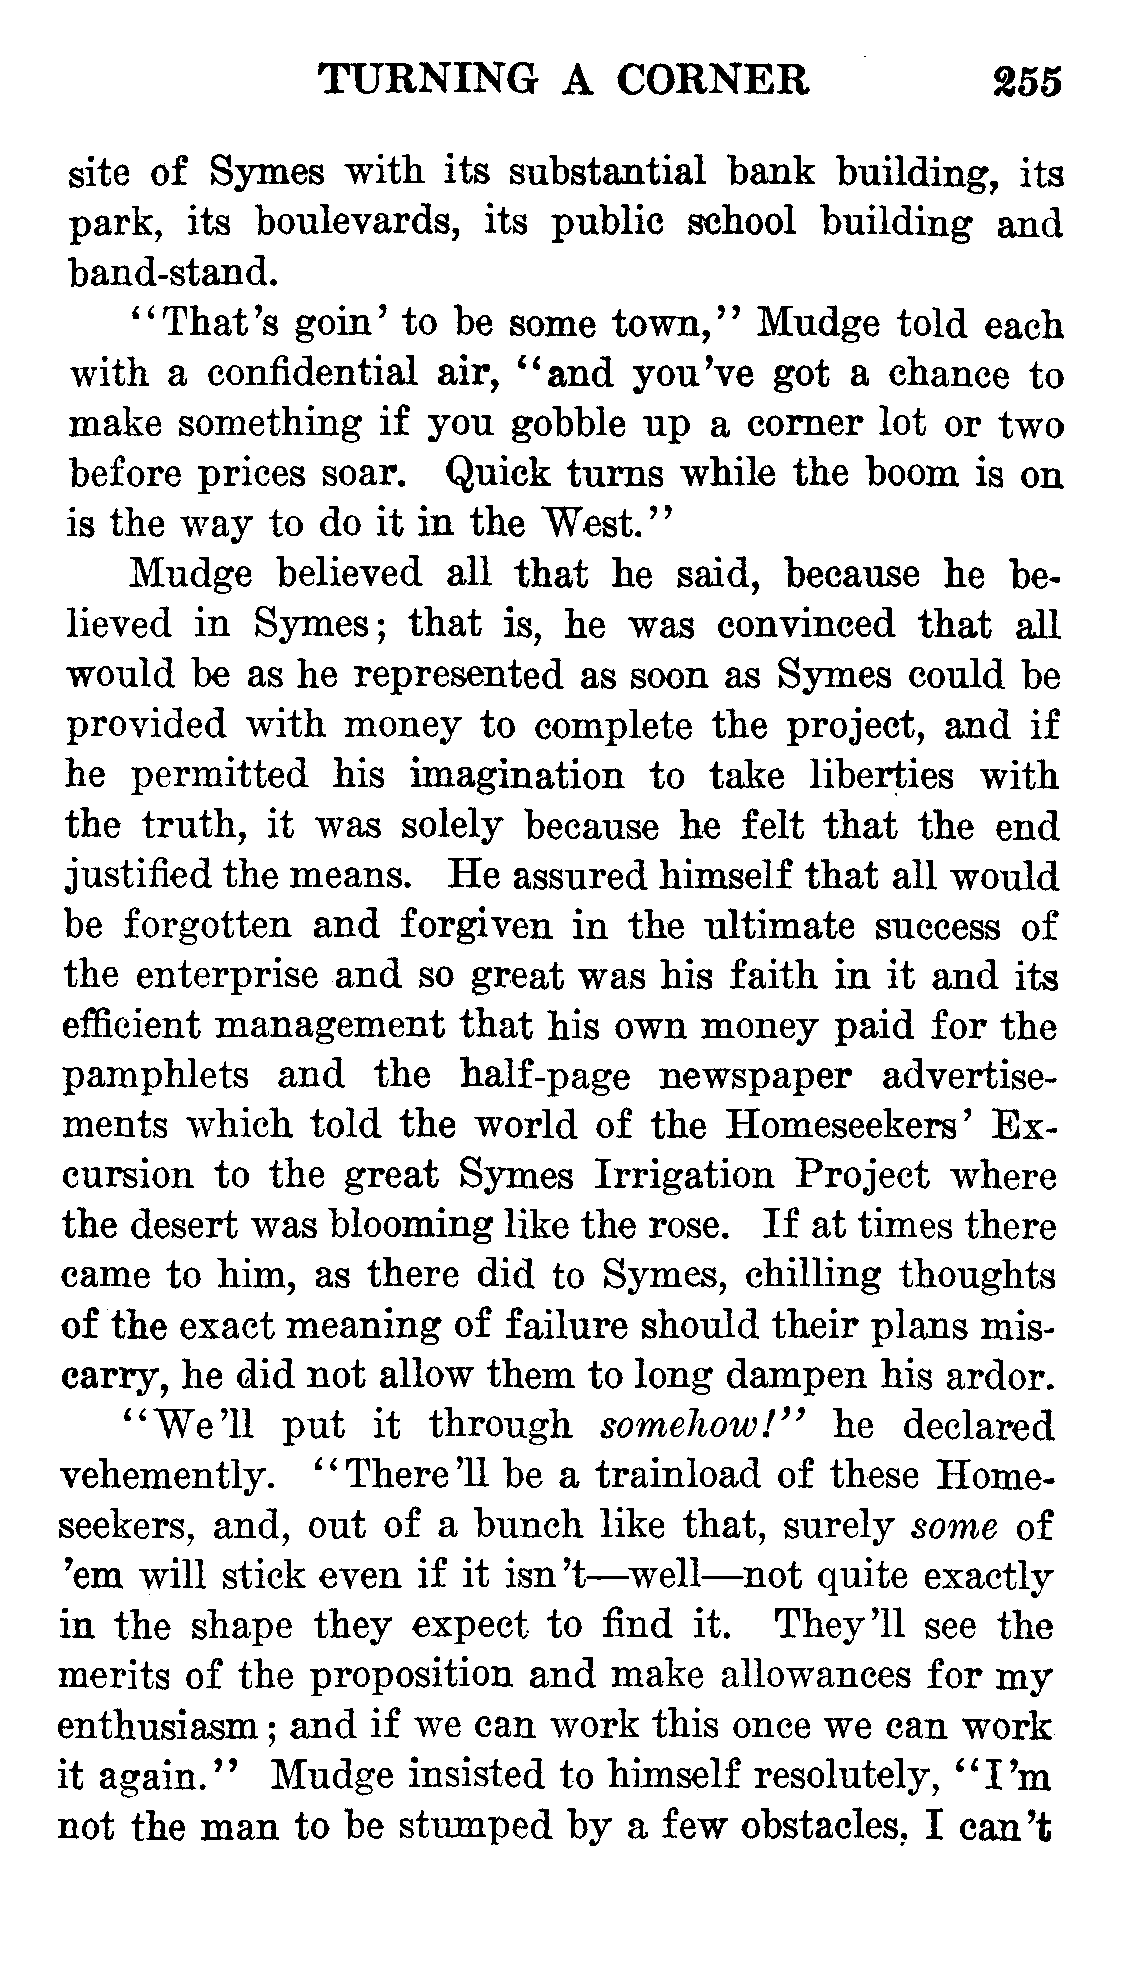 TURNING A CORNER 255
site of Symes with its substantial bank building, its
park, its boulevards, its public school building and
band-stand.
"That's goin' to be some town," Mudge told each
with a confidential air, "and you've got a chance to
make something if you gobble up a corner lot or two
before prices soar. Quick turns while the boom is on
is the way to do it in the West."
Mudge believed all that he said, because he be-
lieved in Symes; that is, he was convinced that all
would be as he represented as soon as Symes could be
provided with money to complete the project, and if
he permitted his imagination to take liberties with
the truth, it was solely because he felt that the end
justified the means. He assured himself that all would
be forgotten and forgiven in the ultimate success of
the enterprise and so great was his faith in it and its
efficient management that his own money paid for the
pamphlets and the half-page newspaper advertise-
ments which told the world of the Homeseekers' Ex-
cursion to the great Symes Irrigation Project where
the desert was blooming like the rose. If at times there
came to him, as there did to Symes, chilling thoughts
of the exact meaning of failure should their plans mis-
carry, he did not allow them to long dampen his ardor.
"We'll put it through somehow!" he declared
vehemently. "There'll be a trainload of these Home-
seekers, and, out of a bunch like that, surely some of
'em will stick even if it isn't—well—not quite exactly
in the shape they expect to find it. They'll see the
merits of the proposition and make allowances for my
enthusiasm; and if we can work this once we can work
it again." Mudge insisted to himself resolutely, "I'm
not the man to be stumped by a few obstacles, I can't